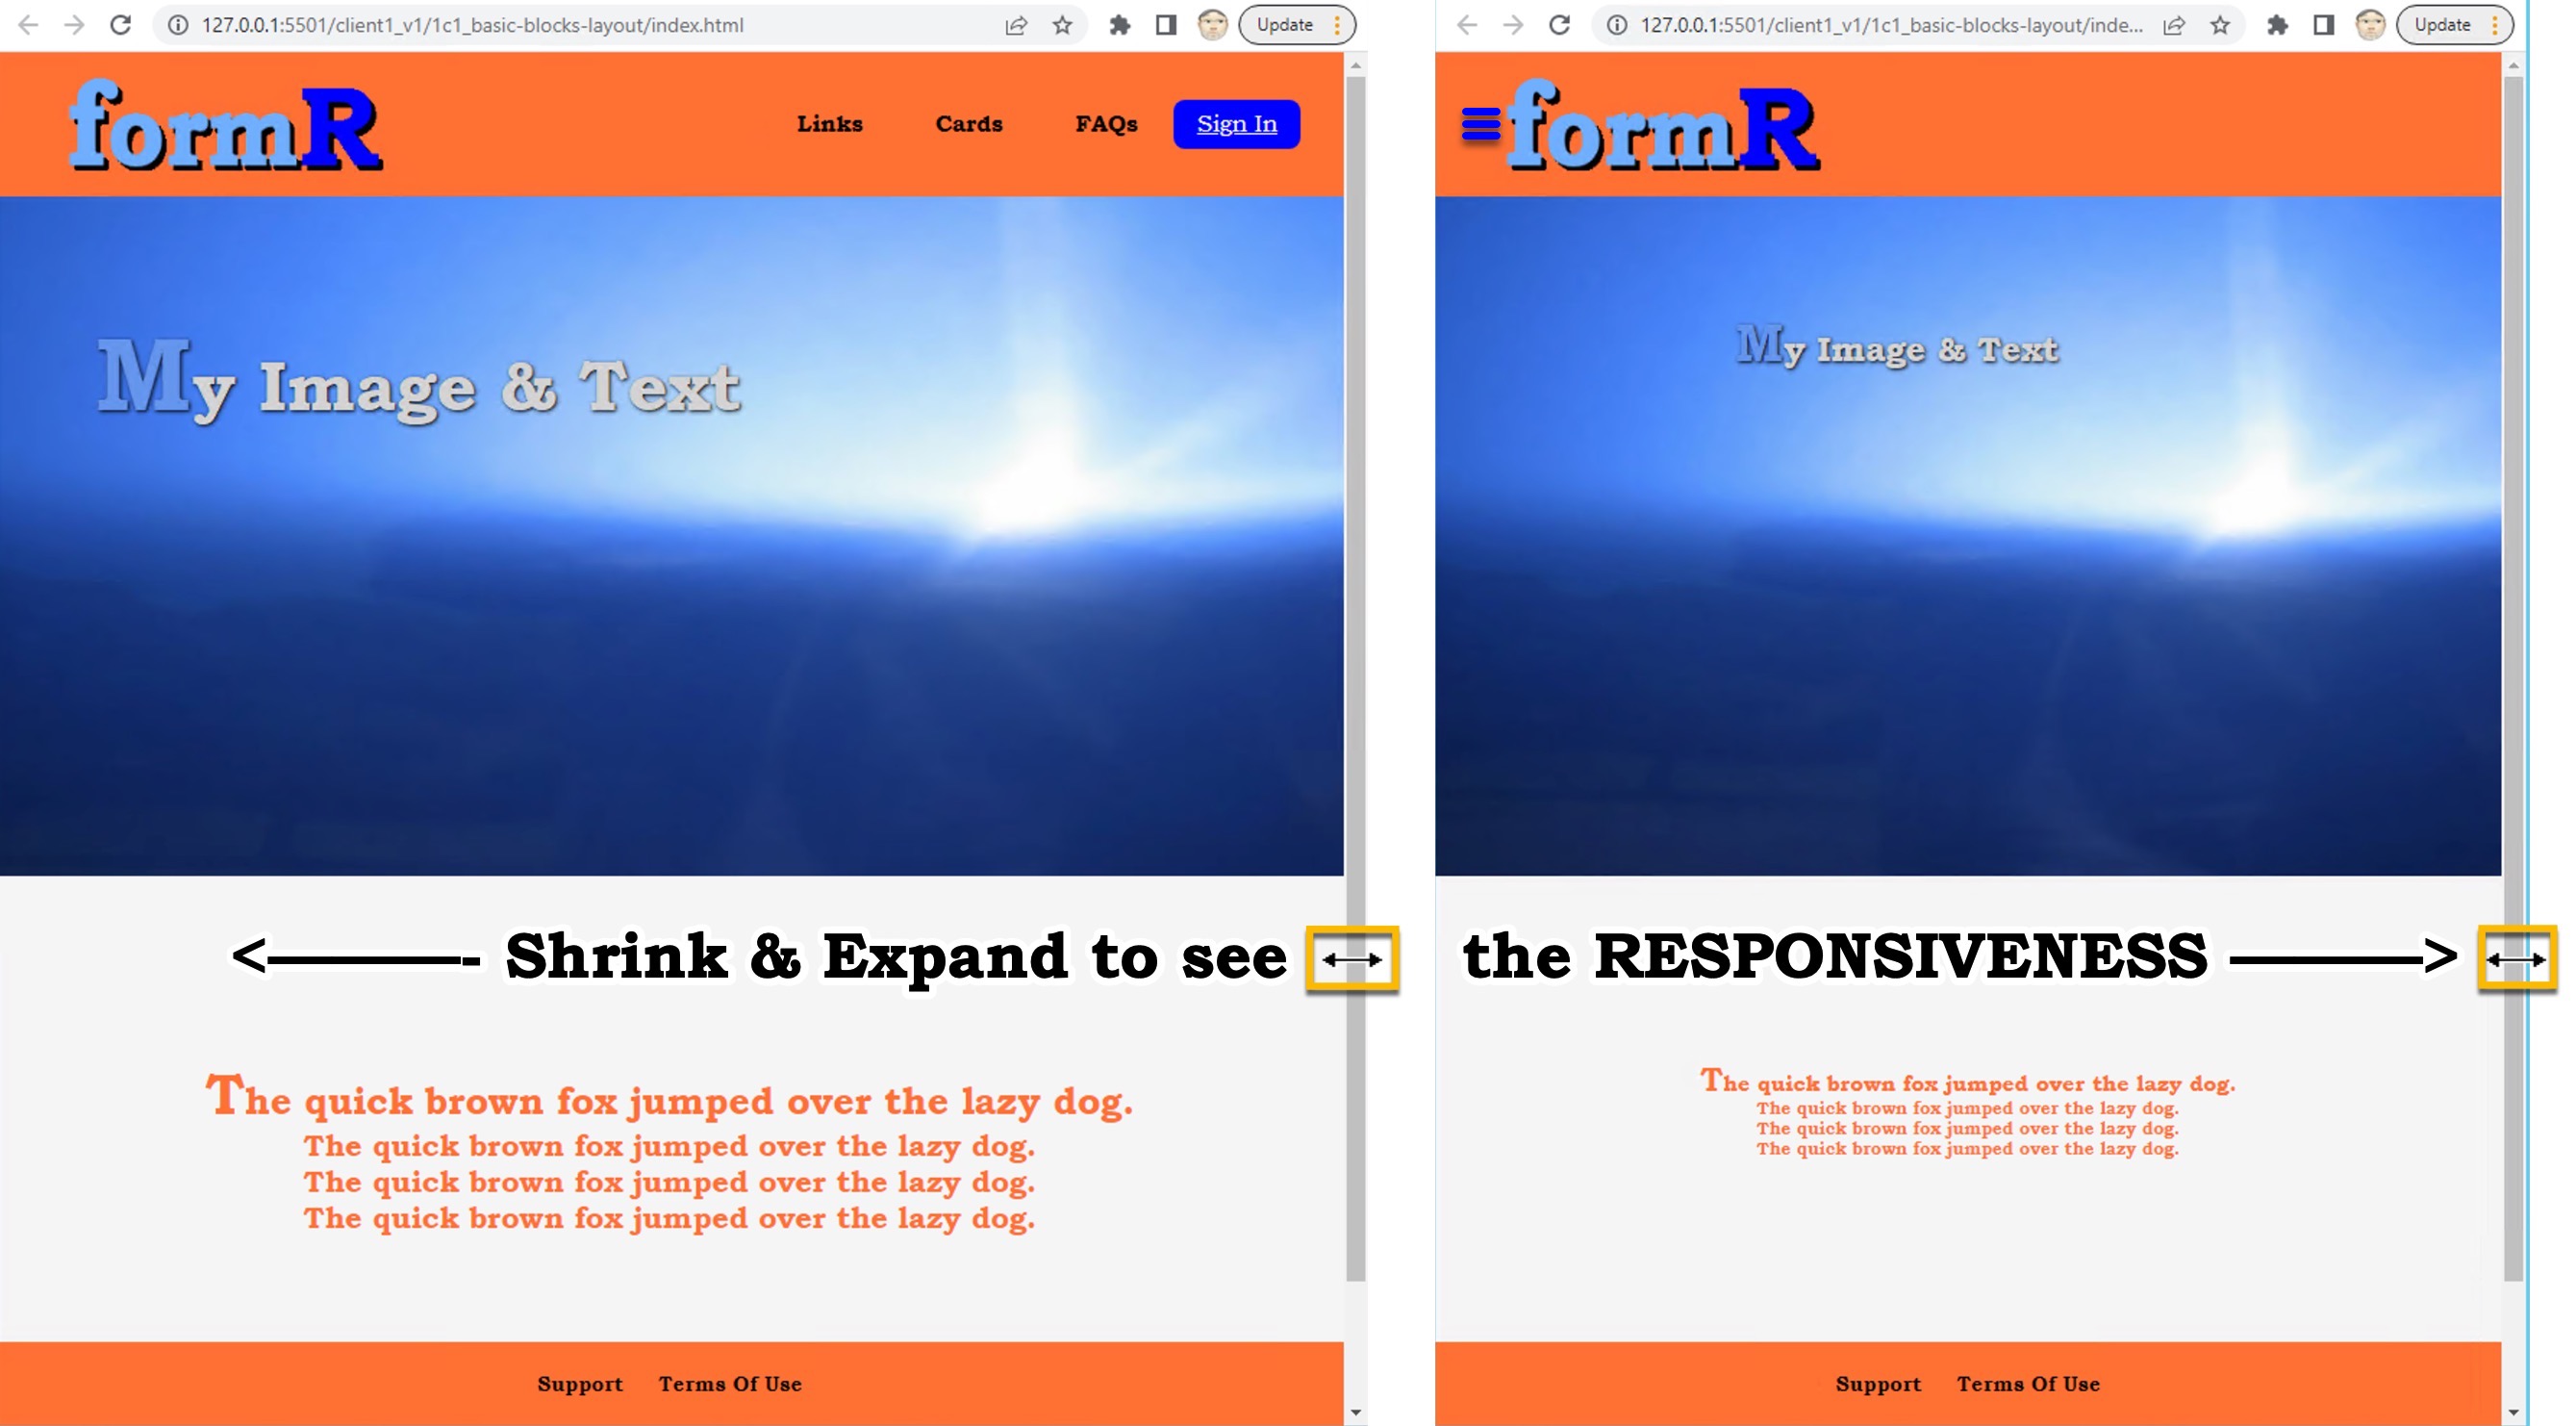 127.0.0.1:5501/client1_v1/1c1_basic-blocks-layout/index.html
Update
formR
Links
Cards
FAQs
Sign In
My Image & Text
127.0.0.1:5501/client1_v1/1c1_basic-blocks-layout/inde...
Update
formR
My Image & Text
<———- Shrink & Expand to see the RESPONSIVENESS ———>
The quick brown fox jumped over the lazy dog.
The quick brown fox jumped over the lazy dog.
The quick brown fox jumped over the lazy dog.
The quick brown fox jumped over the lazy dog.
Support
Terms Of Use
The quick brown fox jumped over the lazy dog.
The quick brown fox jumped over the lazy dog.
The quick brown fox jumped over the lazy dog.
The quick brown fox jumped over the lazy dog.
Support
Terms Of Use